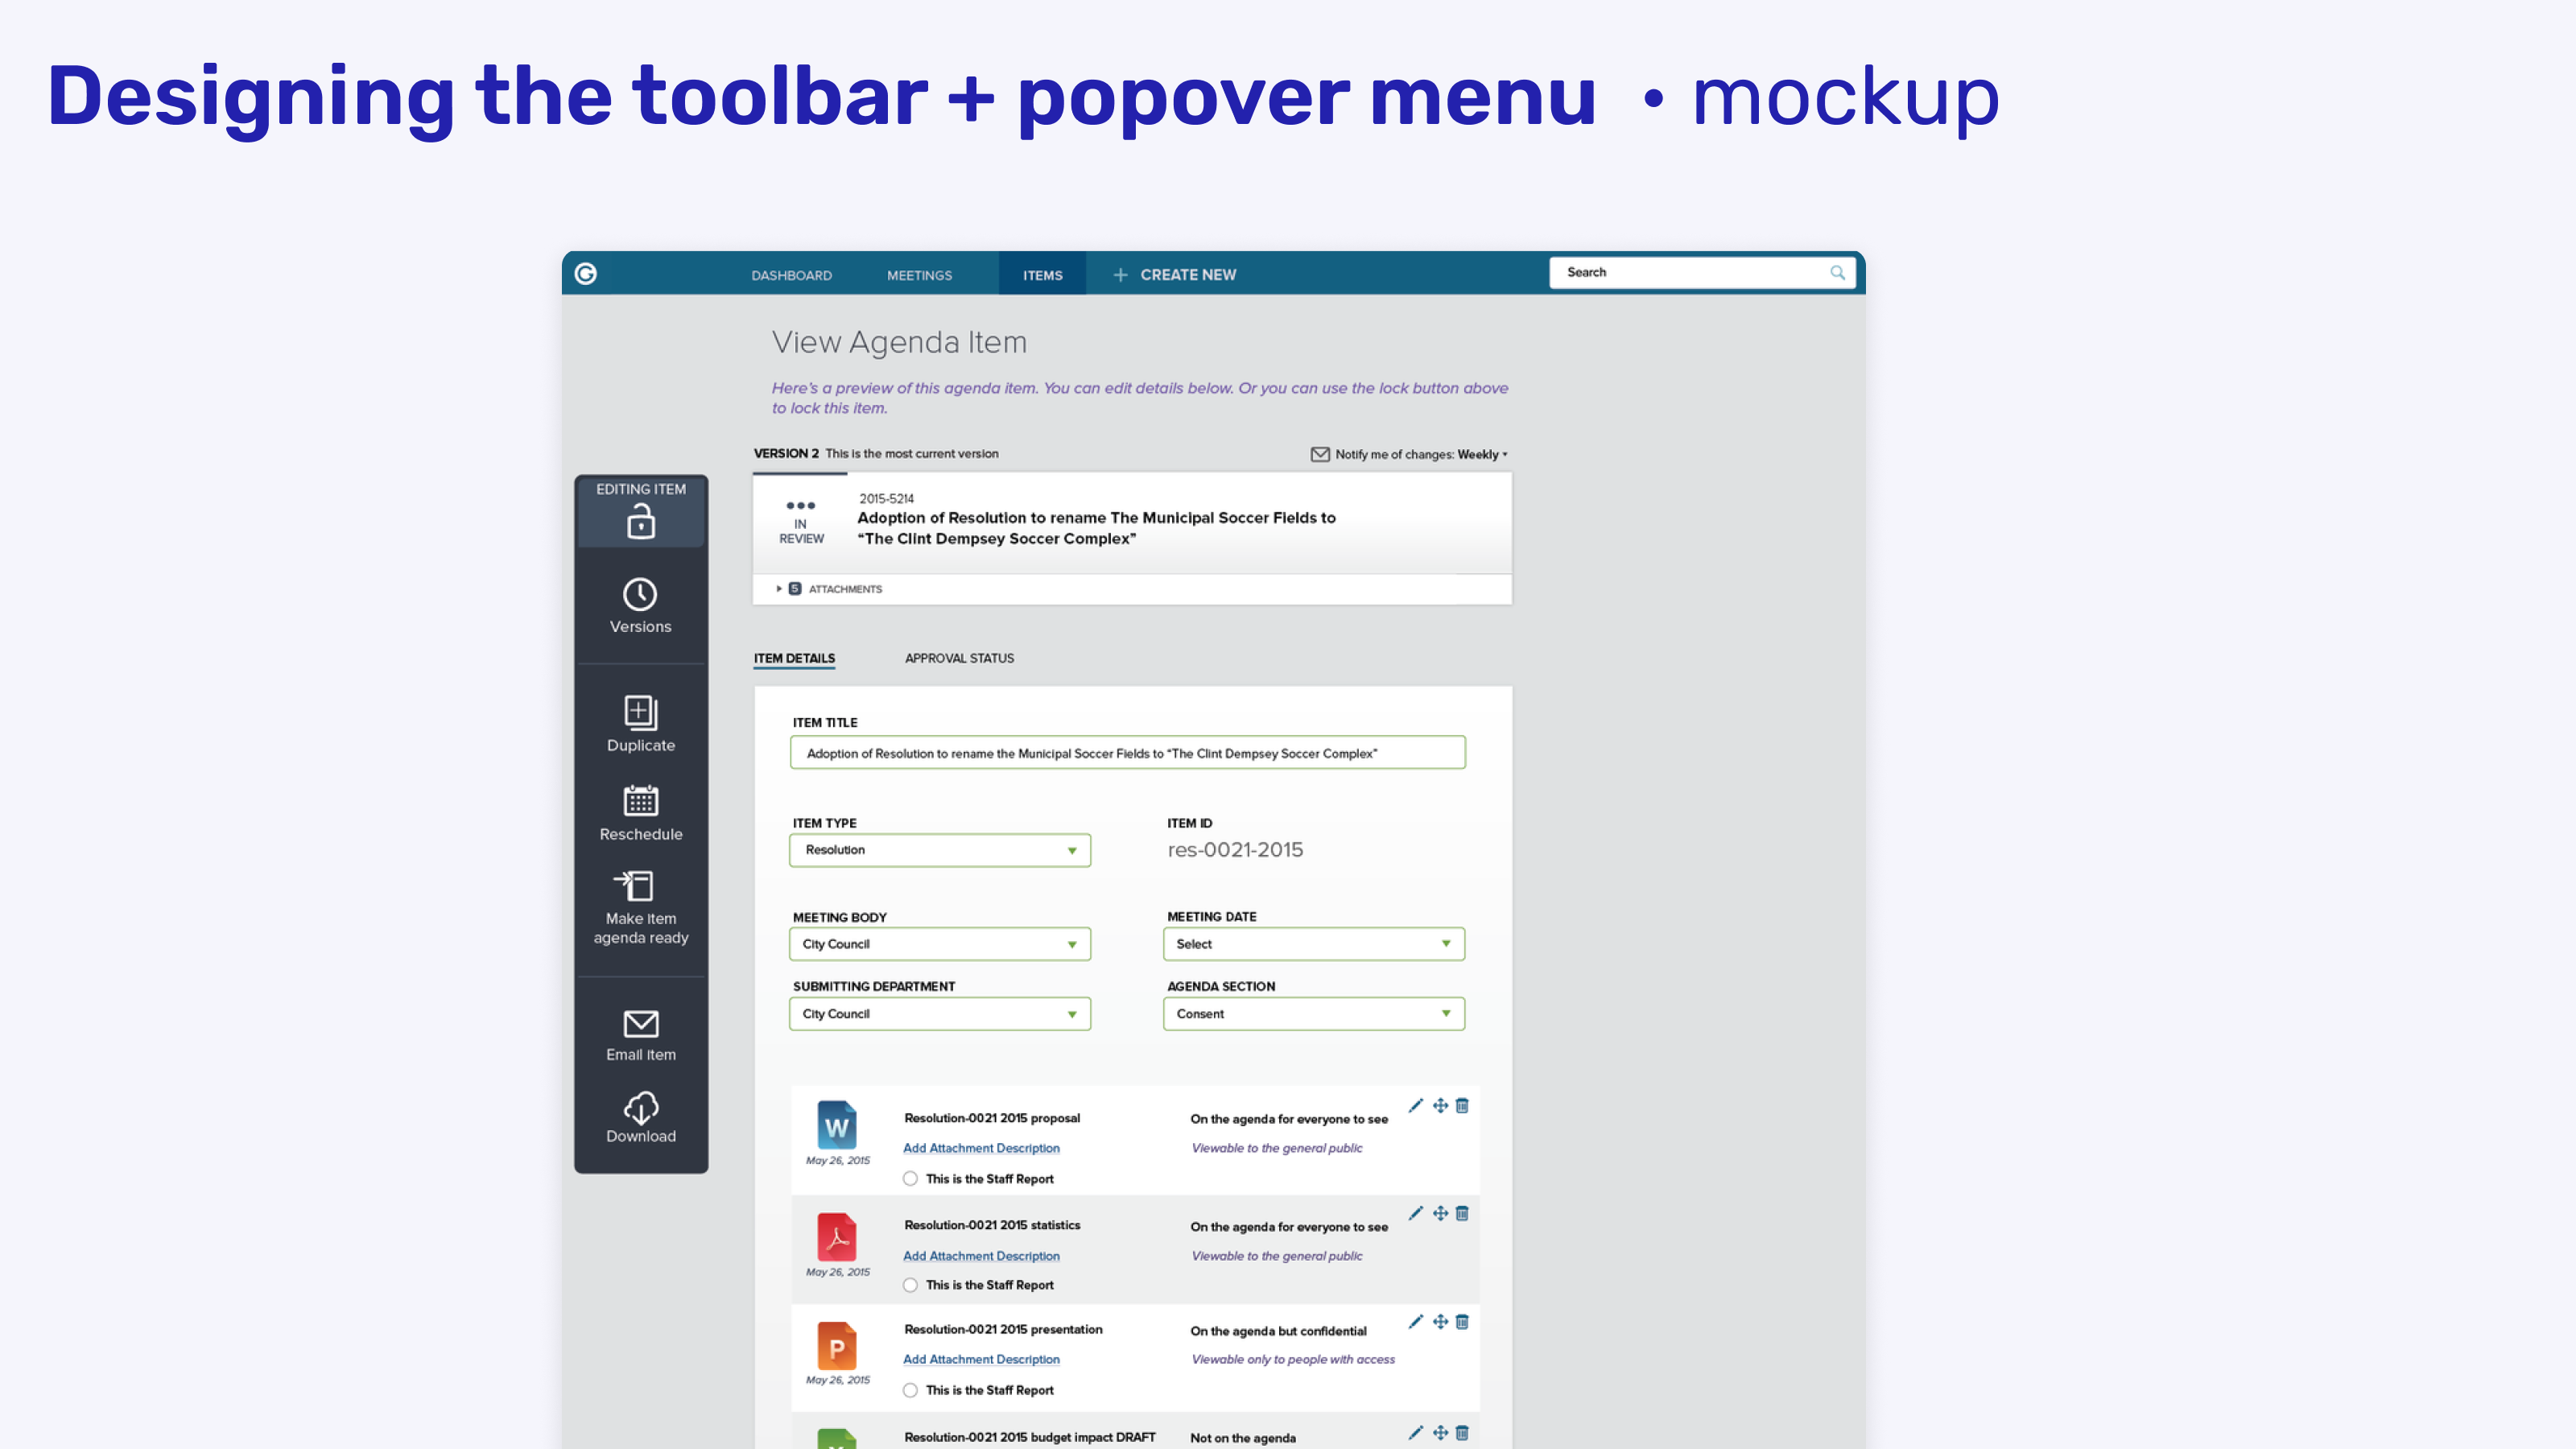 Designing the toolbar + popover menu • mockup
DASHBOARD MEETINGS ITEMS + CREATE NEW Search
View Agenda Item
Here's a preview of this agenda item. You can edit details below. Or you can use the lock button above
to lock this item.
VERSION 2 This is the most current version Notify me of changes: Weekly
EDITING ITEM
Versions
Duplicate
Reschedule
Make item
agenda ready
Email item
Download
IN
REVIEW
2015-5214
Adoption of Resolution to rename The Municipal Soccer Fields to
“The Clint Dempsey Soccer Complex”
5 ATTACHMENTS
ITEM DETAILS APPROVAL STATUS
ITEM TITLE
Adoption of Resolution to rename the Municipal Soccer Fields to “The Clint Dempsey Soccer Complex”
ITEM TYPE ITEM ID
Resolution res-0021-2015
MEETING BODY MEETING DATE
City Council Select
SUBMITTING DEPARTMENT AGENDA SECTION
City Council Consent
W
Resolution-0021 2015 proposal On the agenda for everyone to see
Add Attachment Description Viewable to the general public
May 26, 2015
This is the Staff Report
Resolution-0021 2015 statistics On the agenda for everyone to see
Add Attachment Description Viewable to the general public
May 26, 2015
This is the Staff Report
P
Resolution-0021 2015 presentation On the agenda but confidential
Add Attachment Description Viewable only to people with access
May 26, 2015
This is the Staff Report
Resolution-0021 2015 budget impact DRAFT Not on the agenda